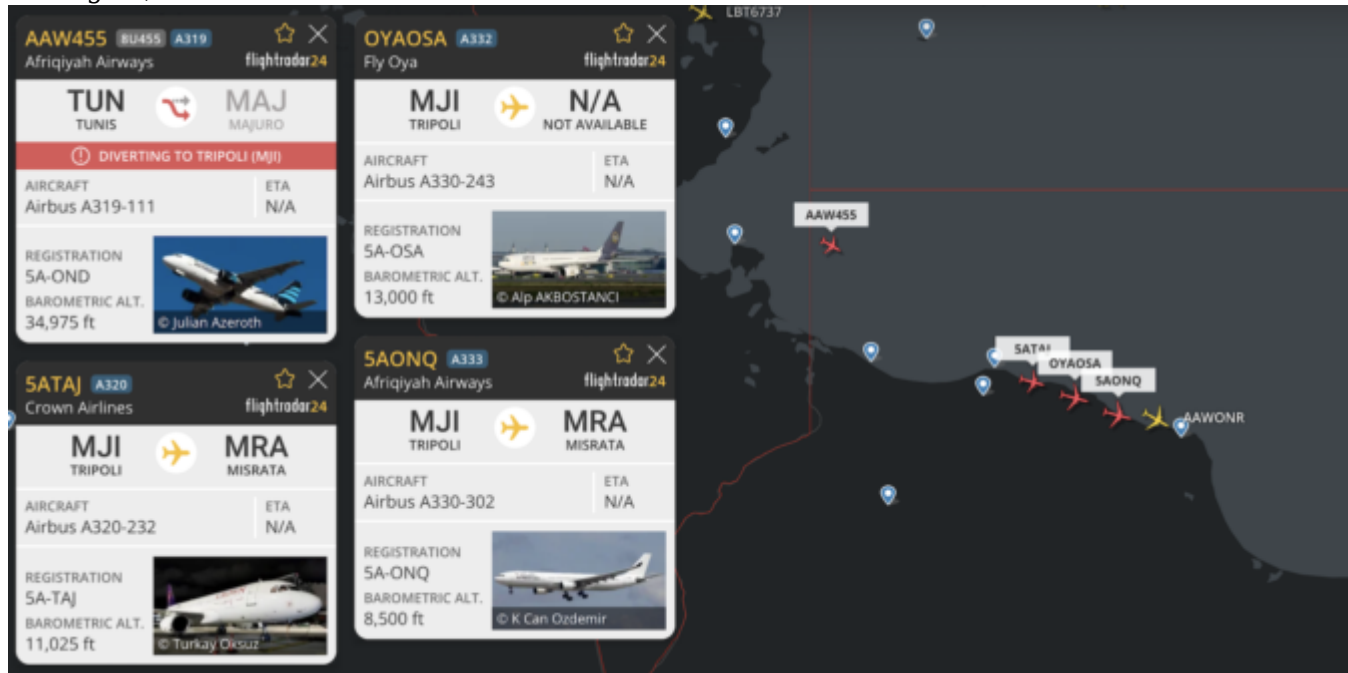 AAW455 8U455 A319
Afriqiyah Airways flightradar24
TUN MAJ
TUNIS MAJURO
DIVERTING TO TRIPOLI (MJI)
AIRCRAFT ETA
Airbus A319-111 N/A
REGISTRATION
5A-OND
BAROMETRIC ALT.
34,975 ft
© Julian Azeroth
OYAOSA A332
Fly Oya flightradar24
MJI N/A
TRIPOLI NOT AVAILABLE
AIRCRAFT ETA
Airbus A330-243 N/A
REGISTRATION
5A-OSA
BAROMETRIC ALT.
13,000 ft
© Alp AKBOSTANCI
5ATAJ A320
Crown Airlines flightradar24
MJI MRA
TRIPOLI MISRATA
AIRCRAFT ETA
Airbus A320-232 N/A
REGISTRATION
5A-TAJ
BAROMETRIC ALT.
11,025 ft
© Turkay Oksuz
5AONQ A333
Afriqiyah Airways flightradar24
MJI MRA
TRIPOLI MISRATA
AIRCRAFT ETA
Airbus A330-302 N/A
REGISTRATION
5A-ONQ
BAROMETRIC ALT.
8,500 ft
© K Can Ozdemir
LBT6737
AAW455
5ATAJ
OYAOSA
5AONQ
AAWONR